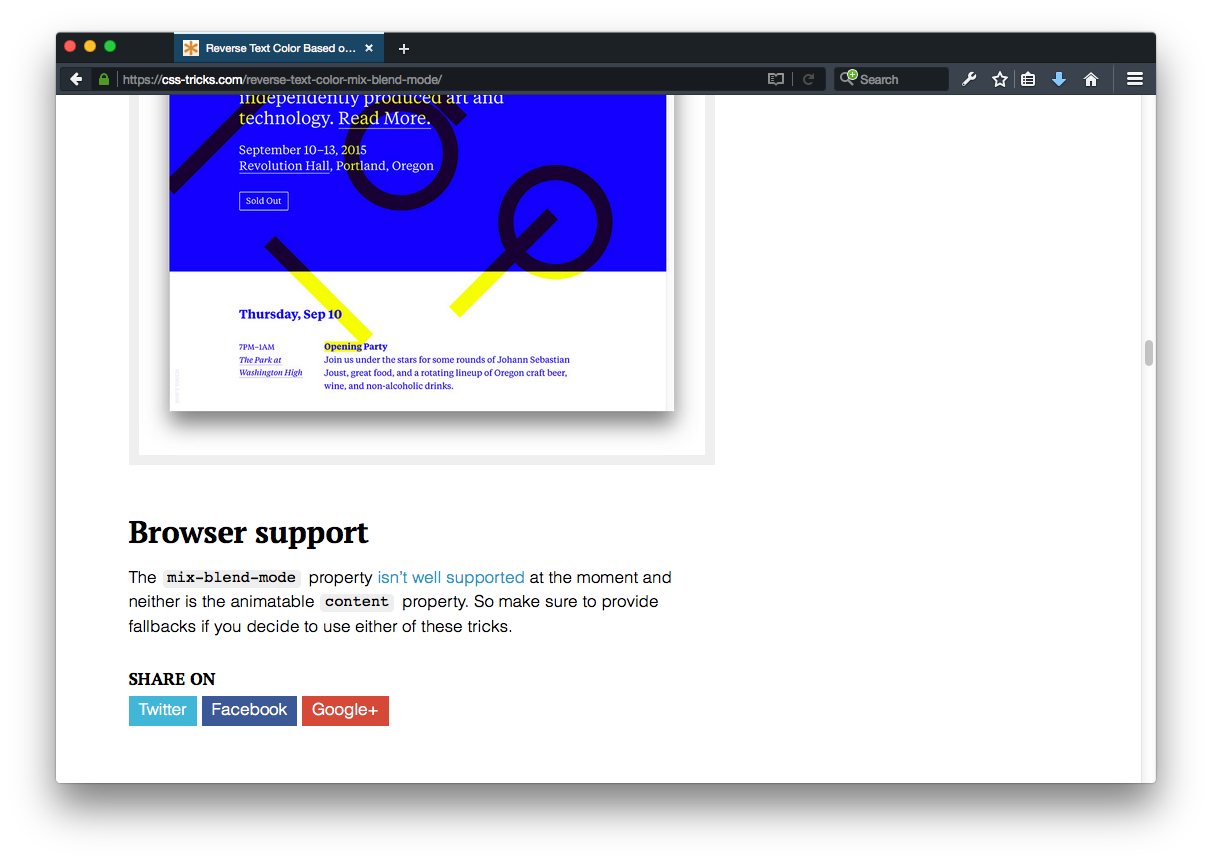 Reverse Text Color Based o...
https://css-tricks.com/reverse-text-color-mix-blend-mode/
Search
independently produced art and
technology. Read More.
September 10–13, 2015
Revolution Hall, Portland, Oregon
Sold Out
Thursday, Sep 10
7PM–1AM
The Park at
Washington High
Opening Party
Join us under the stars for some rounds of Johann Sebastian
Joust, great food, and a rotating lineup of Oregon craft beer,
wine, and non-alcoholic drinks.
Browser support
The mix-blend-mode property isn’t well supported at the moment and
neither is the animatable content property. So make sure to provide
fallbacks if you decide to use either of these tricks.
SHARE ON
Twitter Facebook Google+